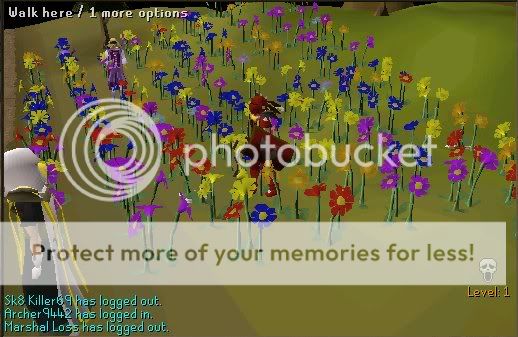 Walk here / 1 more options
photobucket
Protect more of your memories for less!
Level: 1
Sk8 Killer69 has logged out.
Archer9442 has logged in.
Marshal Loss has logged out.